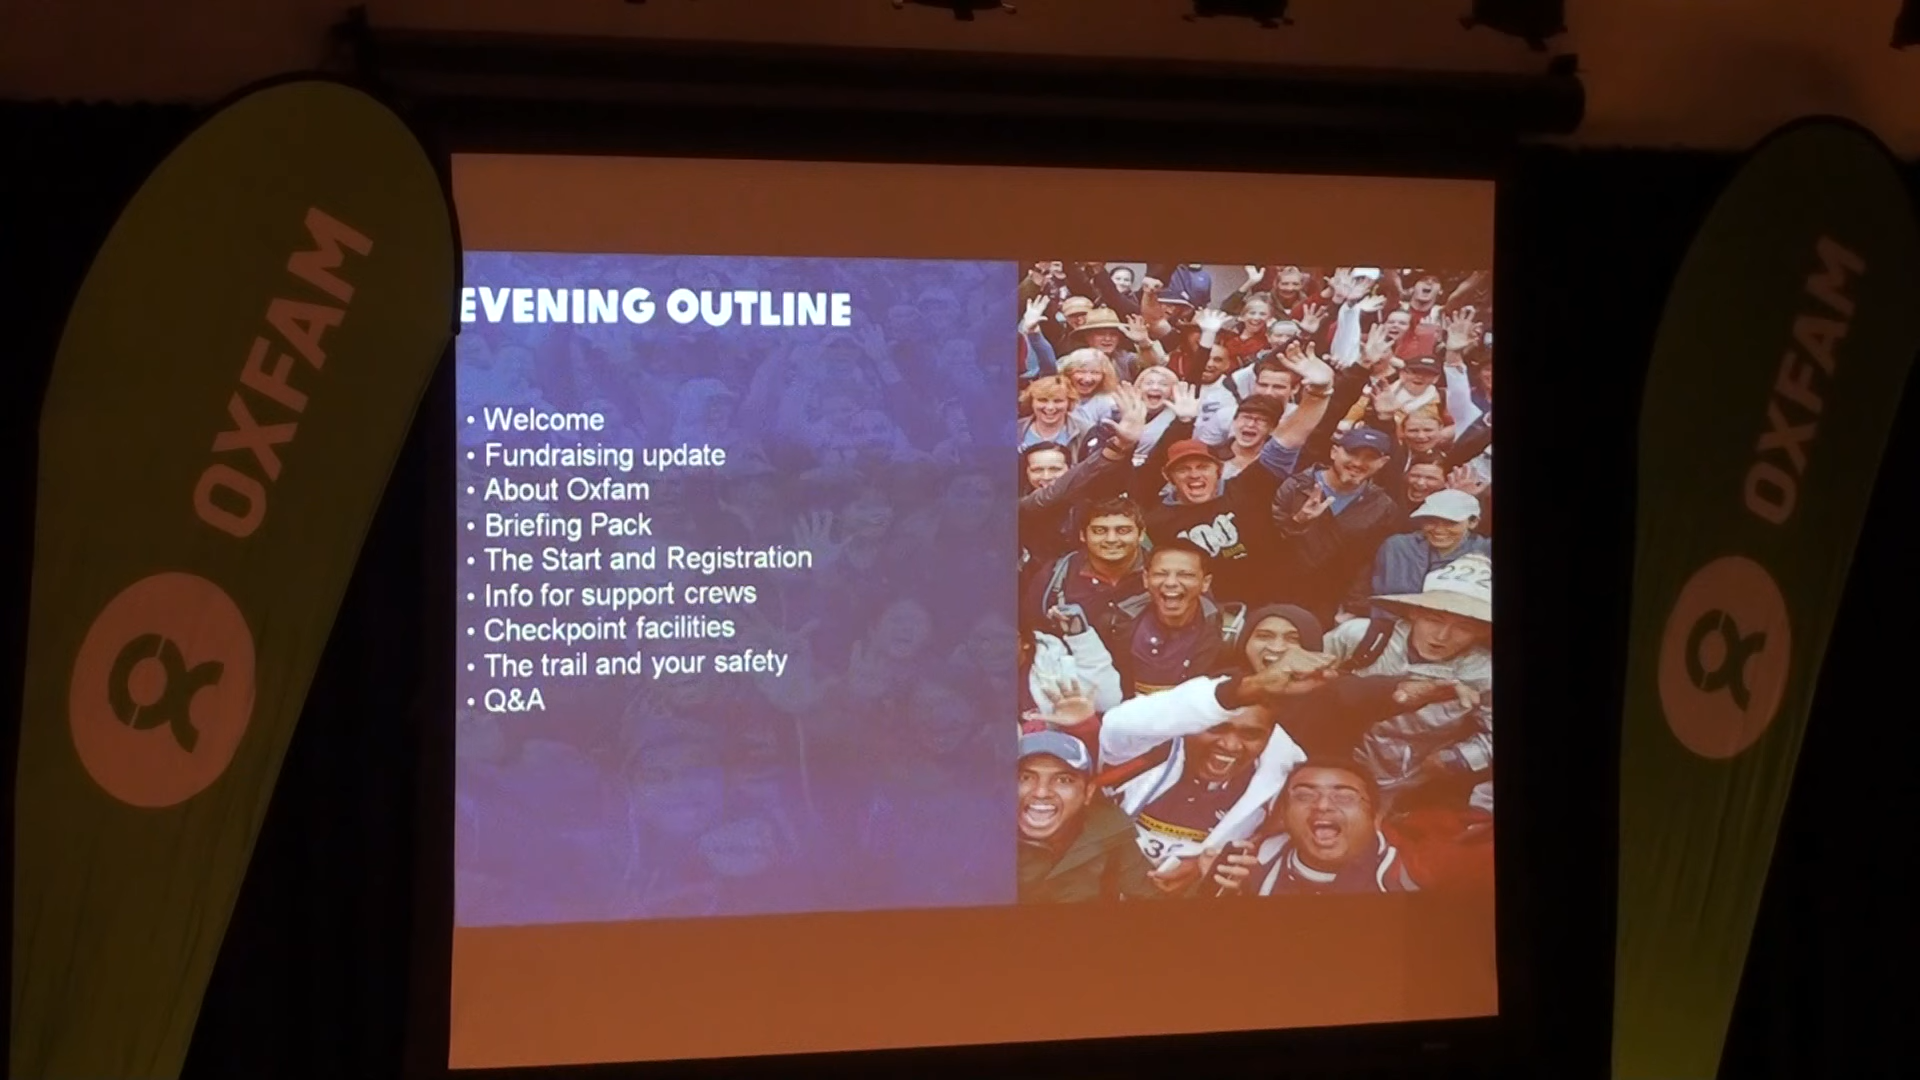 OXFAM
EVENING OUTLINE
• Welcome
• Fundraising update
• About Oxfam
• Briefing Pack
• The Start and Registration
• Info for support crews
• Checkpoint facilities
• The trail and your safety
• Q&A
222
OXFAM